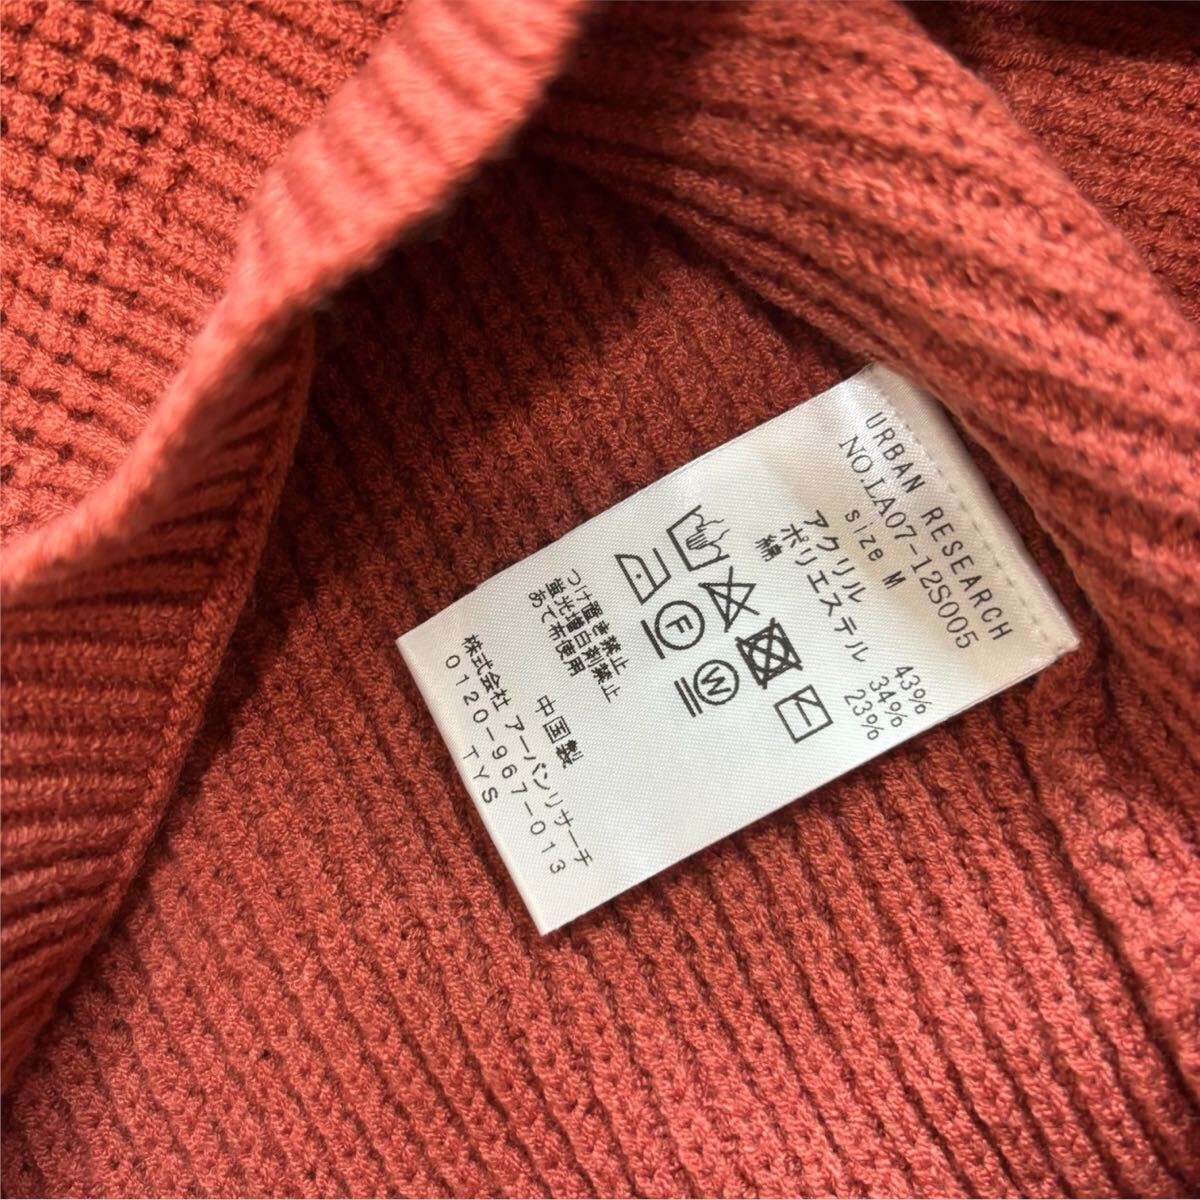 URBAN RESEARCH
NO.LA07-12S005
size M
アクリル 43%
ポリエステル 34%
綿 23%
F
W
つけ置き禁止
蛍光増白剤禁止
あて布使用
中国製
株式会社 アーバンリサーチ
0120-967-013
TYS